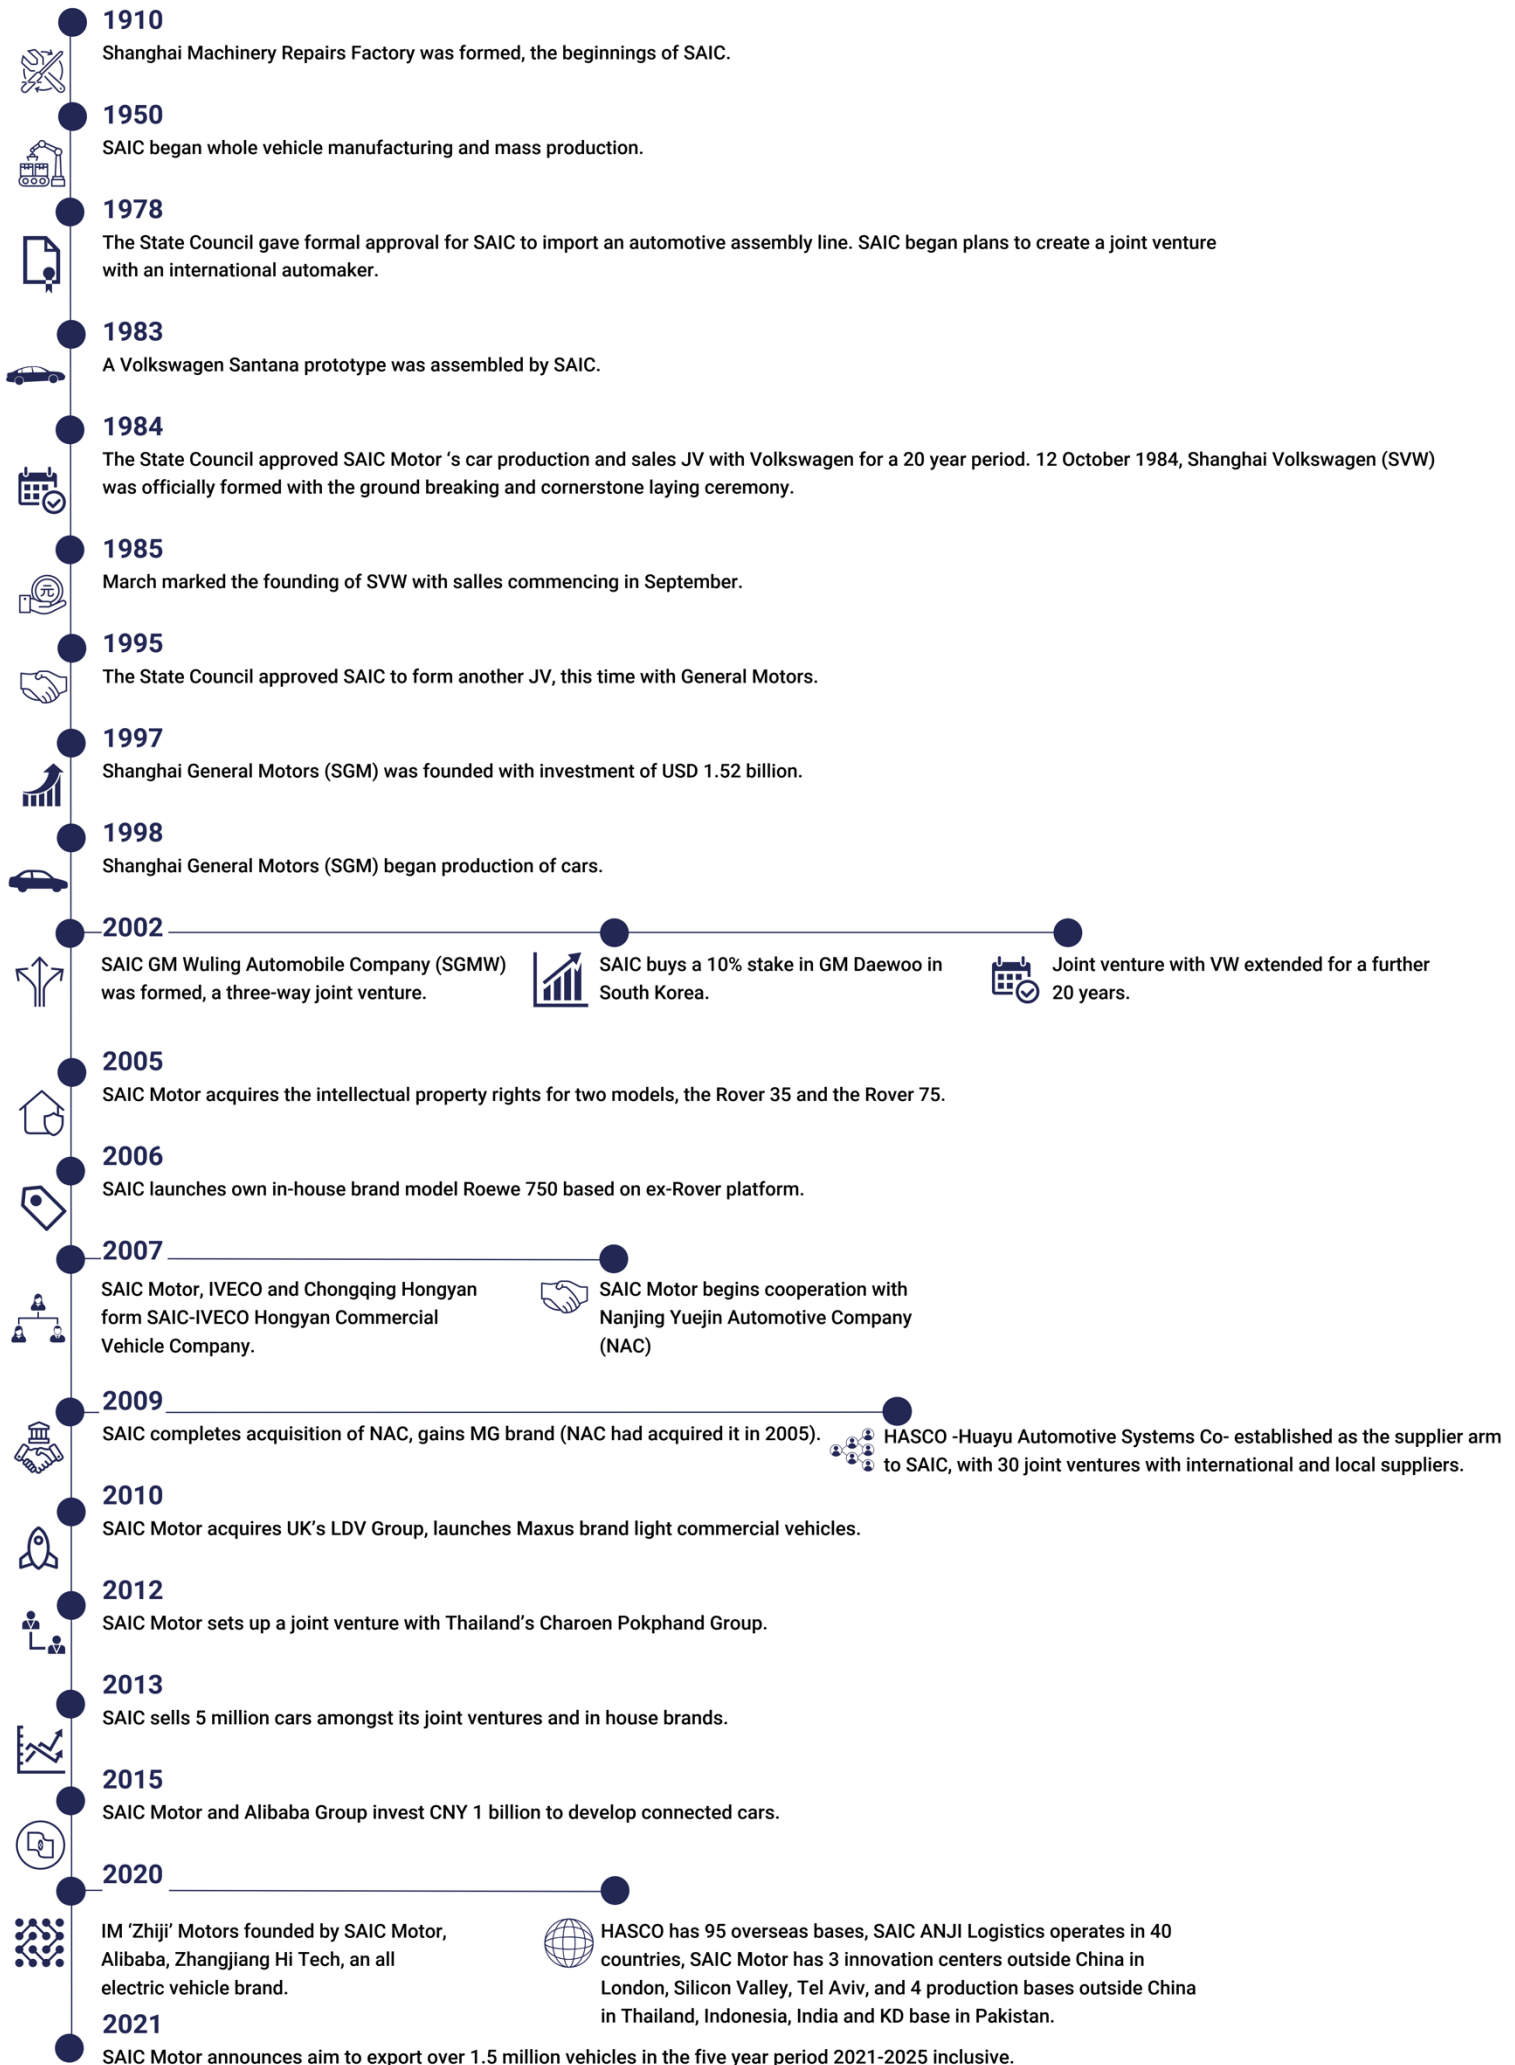 1910
Shanghai Machinery Repairs Factory was formed, the beginnings of SAIC.
1950
SAIC began whole vehicle manufacturing and mass production.
1978
The State Council gave formal approval for SAIC to import an automotive assembly line. SAIC began plans to create a joint venture
with an international automaker.
1983
A Volkswagen Santana prototype was assembled by SAIC.
1984
The State Council approved SAIC Motor ‘s car production and sales JV with Volkswagen for a 20 year period. 12 October 1984, Shanghai Volkswagen (SVW)
was officially formed with the ground breaking and cornerstone laying ceremony.
1985
元
March marked the founding of SVW with salles commencing in September.
1995
The State Council approved SAIC to form another JV, this time with General Motors.
1997
Shanghai General Motors (SGM) was founded with investment of USD 1.52 billion.
1998
Shanghai General Motors (SGM) began production of cars.
2002
SAIC GM Wuling Automobile Company (SGMW)
was formed, a three-way joint venture.
SAIC buys a 10% stake in GM Daewoo in
South Korea.
Joint venture with VW extended for a further
20 years.
2005
SAIC Motor acquires the intellectual property rights for two models, the Rover 35 and the Rover 75.
2006
SAIC launches own in-house brand model Roewe 750 based on ex-Rover platform.
2007
SAIC Motor, IVECO and Chongqing Hongyan
form SAIC-IVECO Hongyan Commercial
Vehicle Company.
SAIC Motor begins cooperation with
Nanjing Yuejin Automotive Company
(NAC)
2009
SAIC completes acquisition of NAC, gains MG brand (NAC had acquired it in 2005).
HASCO -Huayu Automotive Systems Co- established as the supplier arm
to SAIC, with 30 joint ventures with international and local suppliers.
2010
SAIC Motor acquires UK’s LDV Group, launches Maxus brand light commercial vehicles.
2012
SAIC Motor sets up a joint venture with Thailand’s Charoen Pokphand Group.
2013
SAIC sells 5 million cars amongst its joint ventures and in house brands.
2015
SAIC Motor and Alibaba Group invest CNY 1 billion to develop connected cars.
2020
IM ‘Zhiji’ Motors founded by SAIC Motor,
Alibaba, Zhangjiang Hi Tech, an all
electric vehicle brand.
HASCO has 95 overseas bases, SAIC ANJI Logistics operates in 40
countries, SAIC Motor has 3 innovation centers outside China in
London, Silicon Valley, Tel Aviv, and 4 production bases outside China
in Thailand, Indonesia, India and KD base in Pakistan.
2021
SAIC Motor announces aim to export over 1.5 million vehicles in the five year period 2021-2025 inclusive.